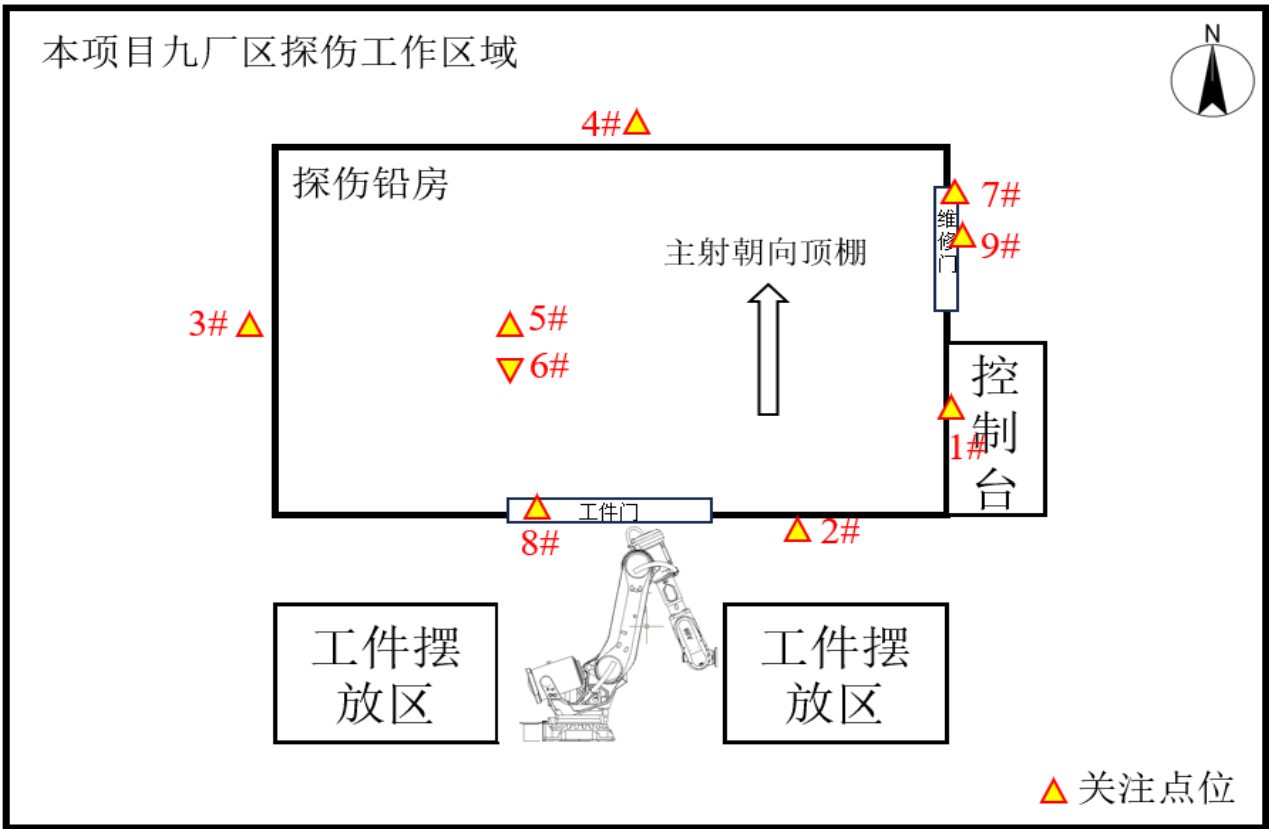 本项目九厂区探伤工作区域
N
4#
探伤铅房
7#
维修门
9#
主射朝向顶棚
3#
5#
6#
控制台
1#
工件门
8#
2#
工件摆
放区
工件摆
放区
关注点位